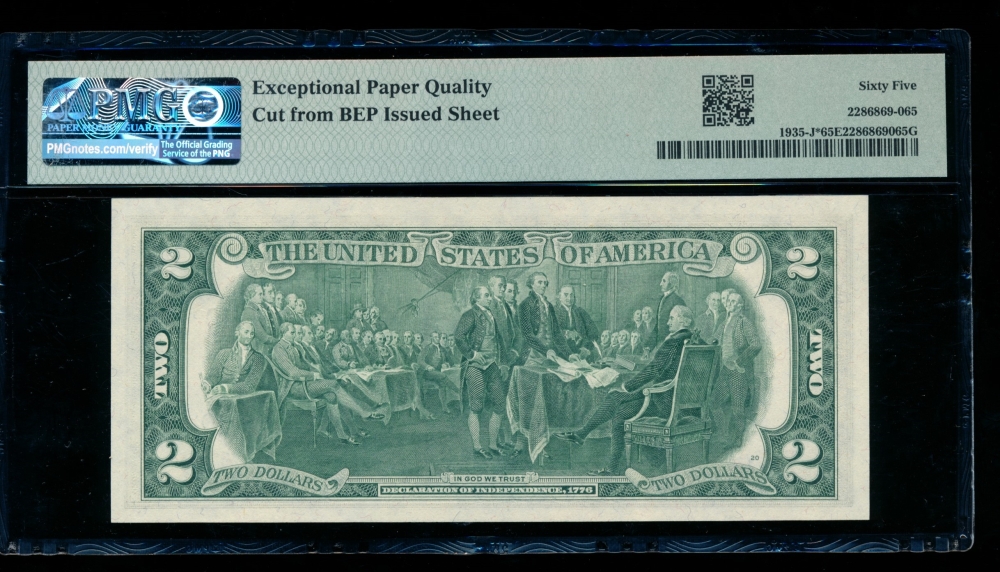 PMG
PAPER MONEY GUARANTY
PMGnotes.com/verify
The Official Grading
Service of the PNG
Exceptional Paper Quality
Cut from BEP Issued Sheet
Sixty Five
2286869-065
1935-J*65E2286869065G
2 THE UNITED STATES OF AMERICA 2
TWO TWO
2 2
TWO DOLLARS TWO DOLLARS
20
IN GOD WE TRUST
DECLARATION OF INDEPENDENCE, 1776